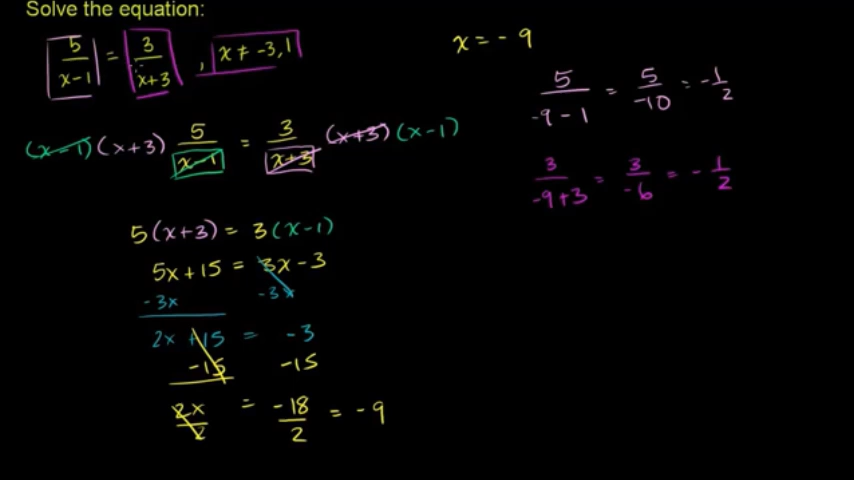 Solve the equation:
5/(x-1) = 3/(x+3) , x ≠ -3,1
(x-1)(x+3) 5/(x-1) = 3/(x+3) (x+3)(x-1)
5(x+3) = 3(x-1)
5x+15 = 3x-3
-3x -3x
2x +15 = -3
-15 -15
2x/2 = -18/2 = -9
x = -9
5/(-9-1) = 5/-10 = -1/2
3/(-9+3) = 3/-6 = -1/2